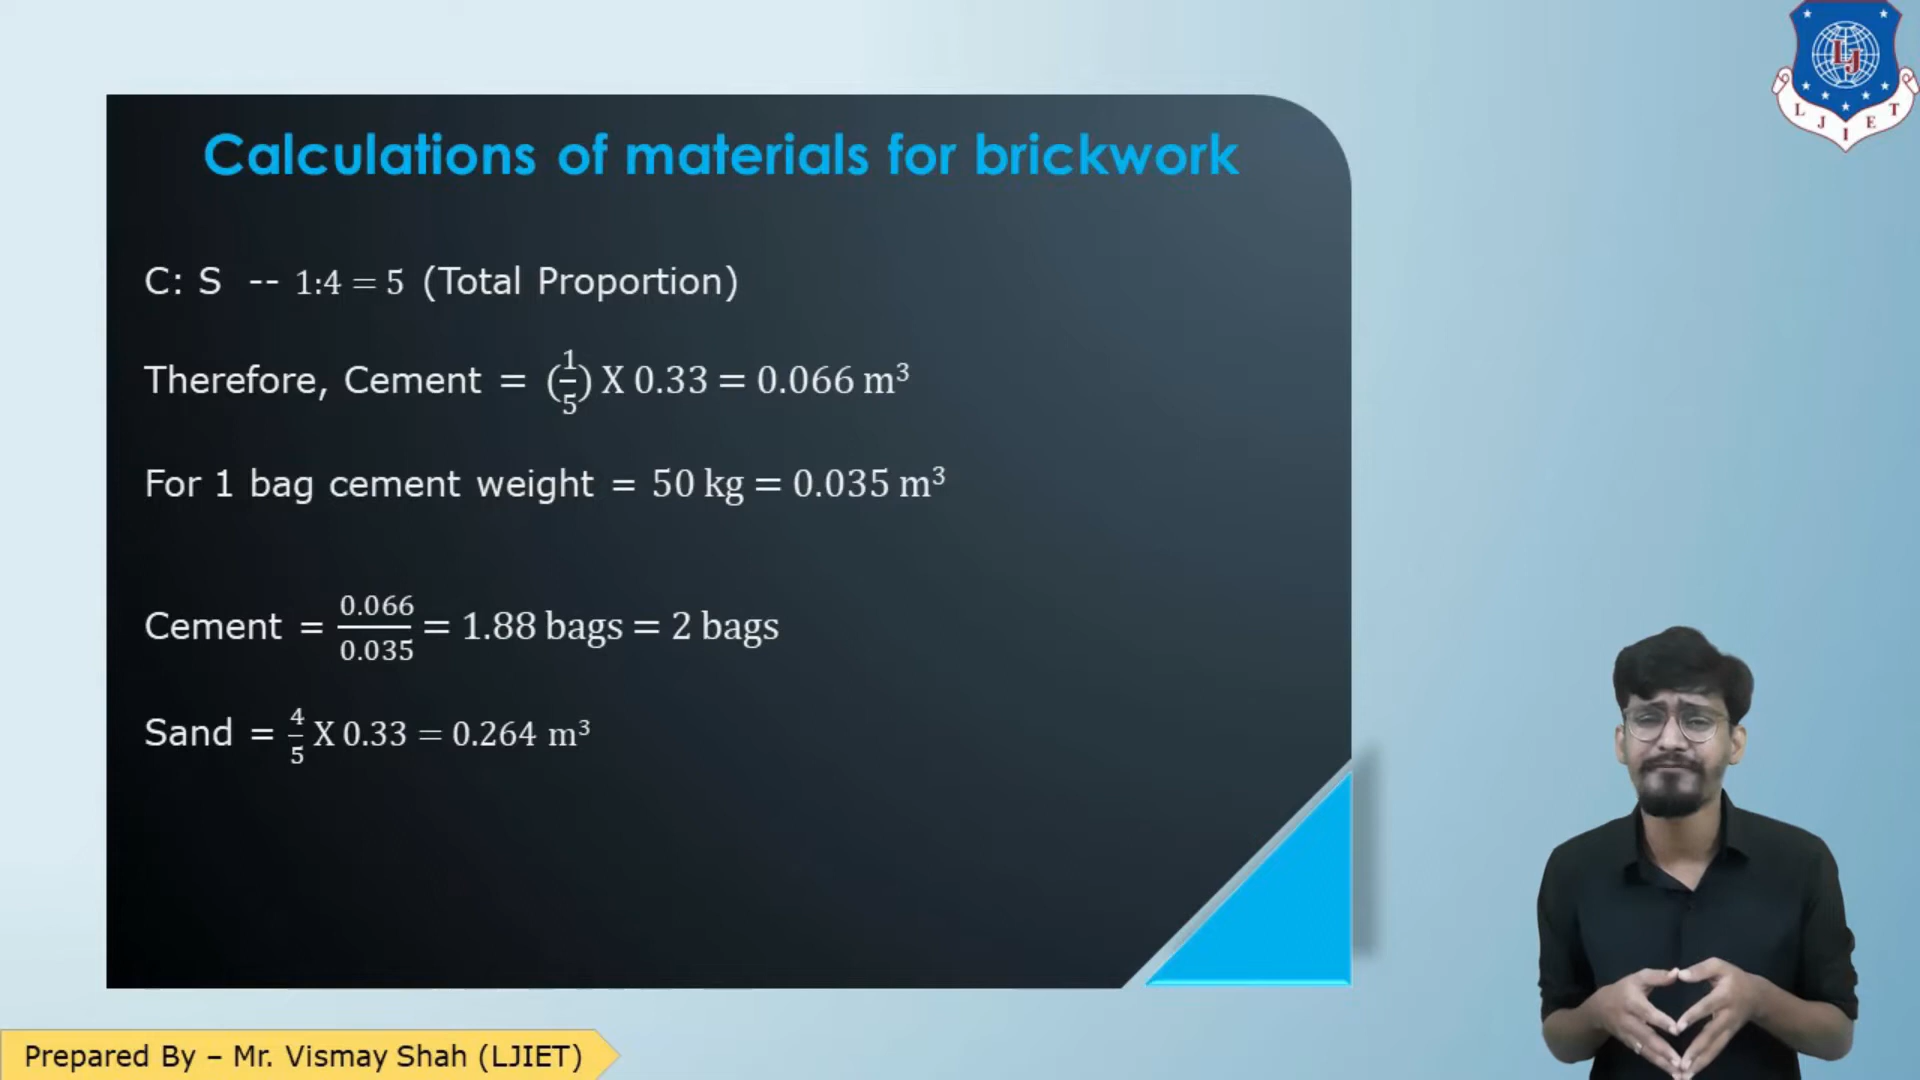 Calculations of materials for brickwork
C: S -- 1:4 = 5 (Total Proportion)
Therefore, Cement = (1/5) X 0.33 = 0.066 m³
For 1 bag cement weight = 50 kg = 0.035 m³
Cement = 0.066/0.035 = 1.88 bags = 2 bags
Sand = 4/5 X 0.33 = 0.264 m³
LJ
L J I E T
Prepared By – Mr. Vismay Shah (LJIET)